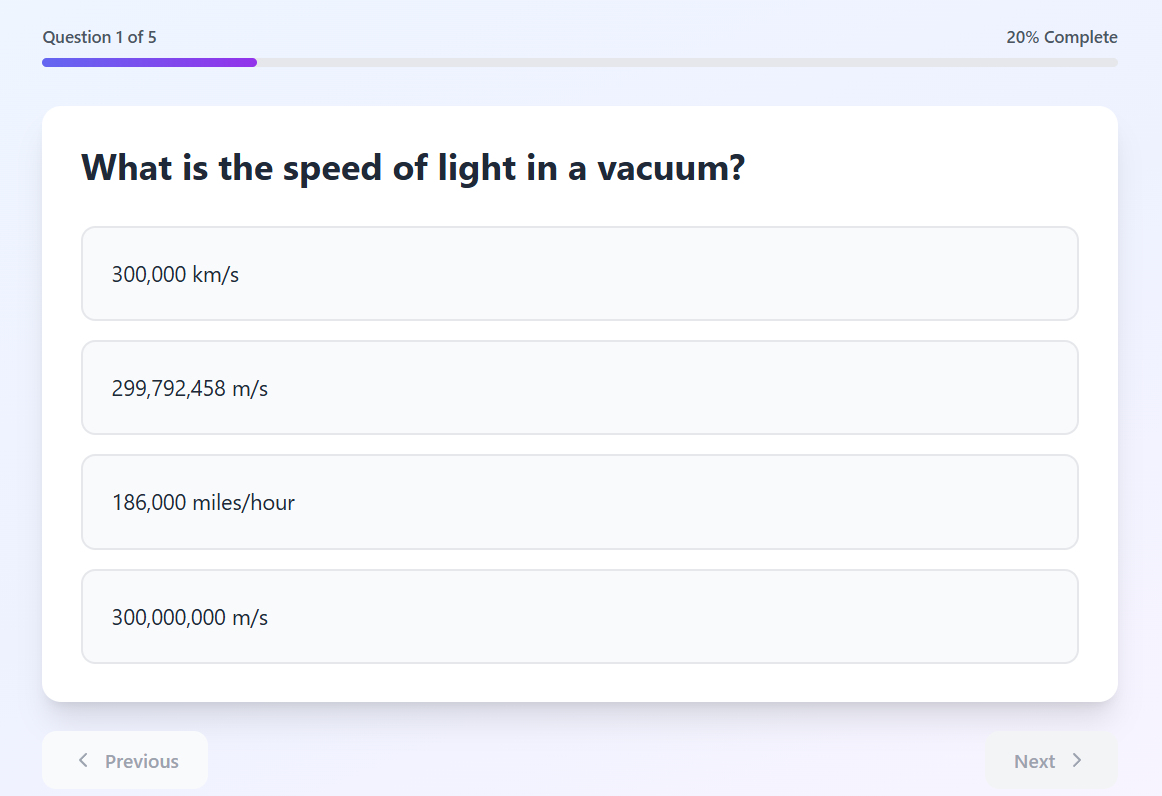 Question 1 of 5
20% Complete
What is the speed of light in a vacuum?
300,000 km/s
299,792,458 m/s
186,000 miles/hour
300,000,000 m/s
Previous
Next